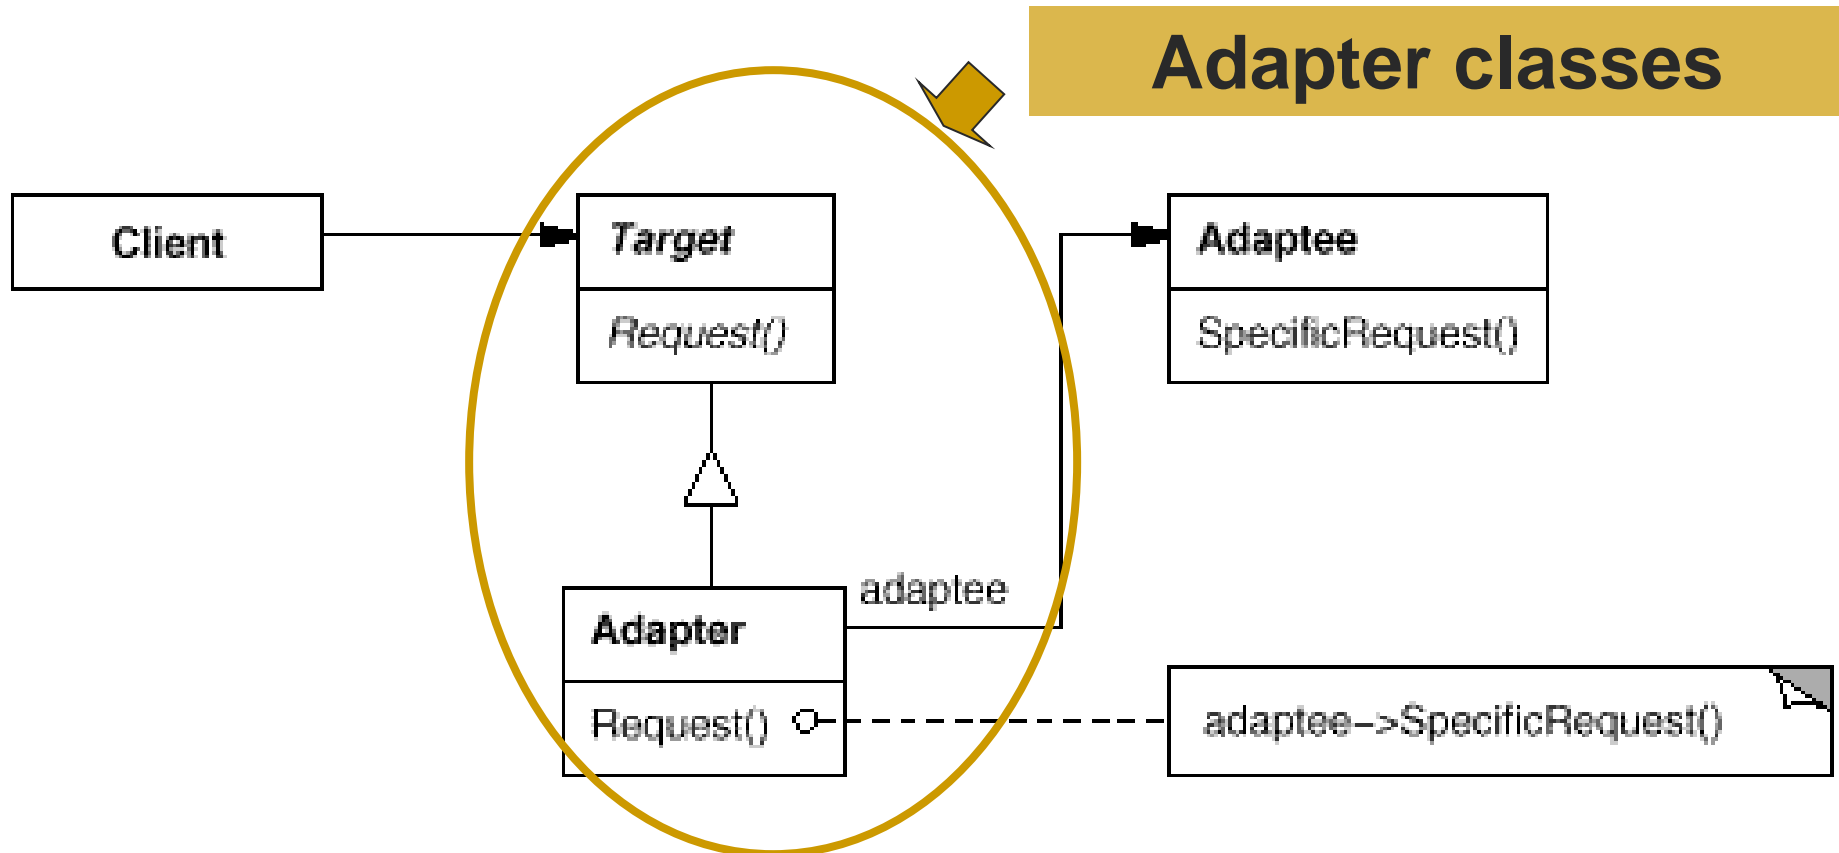 Adapter classes
Client
Target
Request()
Adaptee
SpecificRequest()
adaptee
Adapter
Request()
adaptee–>SpecificRequest()